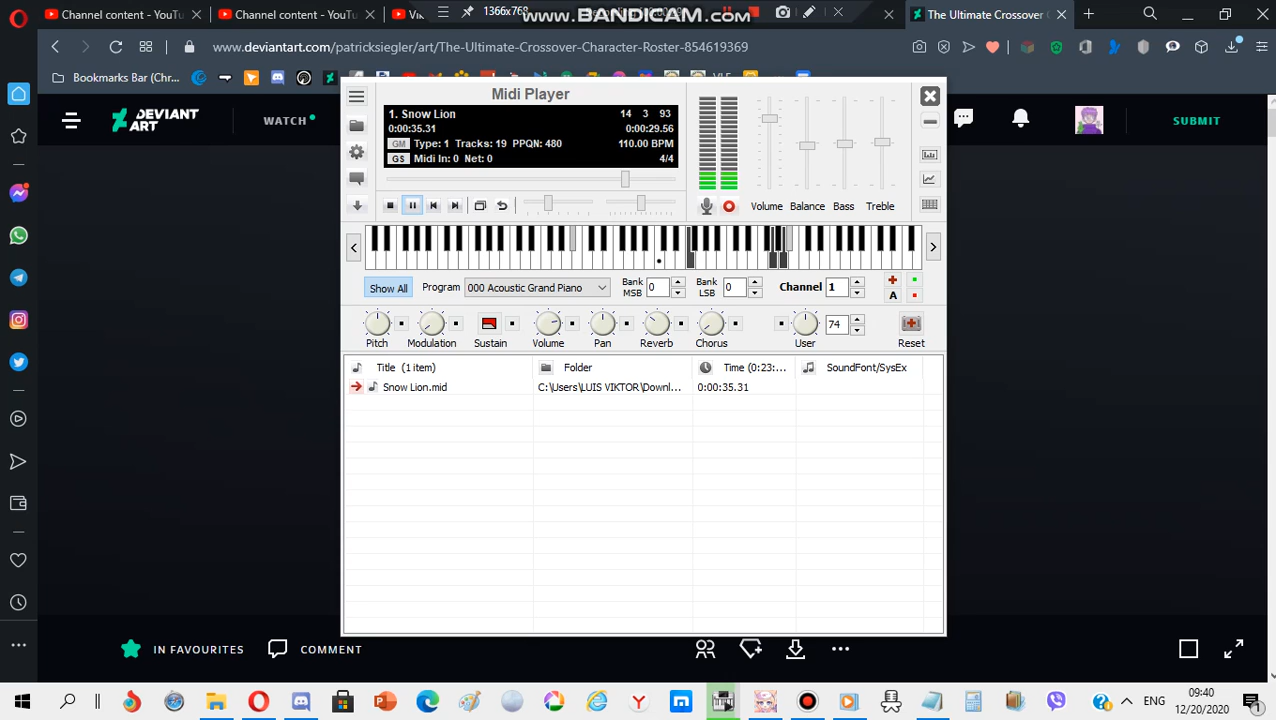 Channel content - YouTu
Channel content - YouTu
Vi
1366x768
www.BANDICAM.com
The Ultimate Crossover
www.deviantart.com/patricksiegler/art/The-Ultimate-Crossover-Character-Roster-854619369
Bookmarks Bar (Chr...
DEVIANT ART
WATCH
SUBMIT
Midi Player
1. Snow Lion 14 3 93
0:00:35.31 0:00:29.56
GM Type: 1 Tracks: 19 PPQN: 480 110.00 BPM
GS Midi In: 0 Net: 0 4/4
Volume Balance Bass Treble
Show All Program 000 Acoustic Grand Piano Bank MSB 0 Bank LSB 0 Channel 1
A
74
Pitch Modulation Sustain Volume Pan Reverb Chorus User Reset
Title (1 item) Folder Time (0:23:... SoundFont/SysEx
Snow Lion.mid C:\Users\LUIS VIKTOR\Downl... 0:00:35.31
IN FAVOURITES COMMENT
ENG
09:40
12/20/2020
1